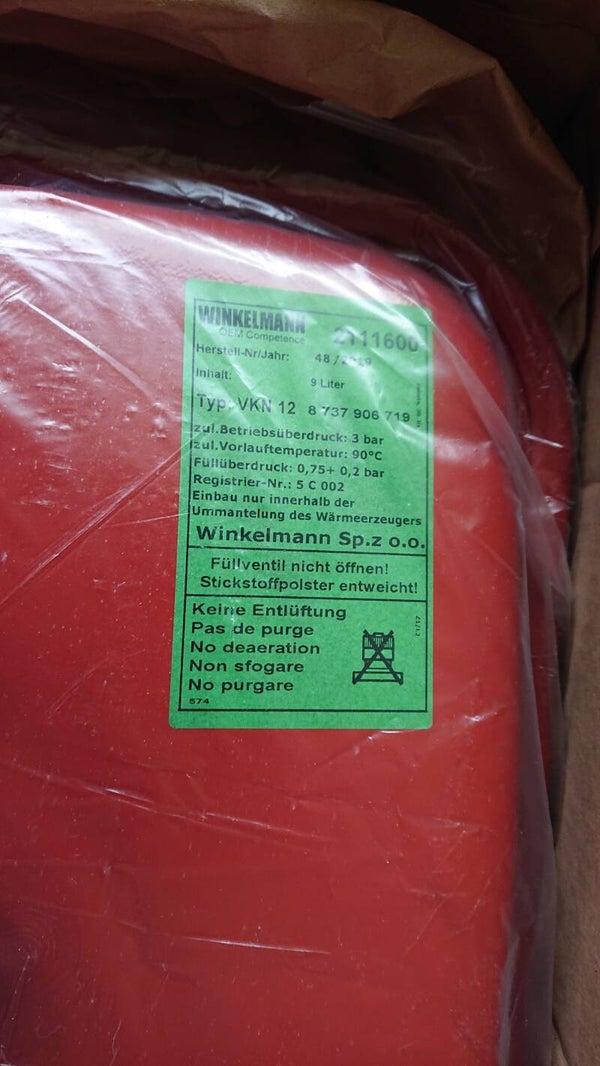 WINKELMANN
OEM Competence
2111600
Herstell-Nr/Jahr: 48/2019
Inhalt: 9 Liter
Typ: VKN 12 8 737 906 719
zul.Betriebsüberdruck: 3 bar
zul.Vorlauftemperatur: 90°C
Füllüberdruck: 0,75+ 0,2 bar
Registrier-Nr.: 5 C 002
Einbau nur innerhalb der
Ummantelung des Wärmeerzeugers
Winkelmann Sp.z o.o.
Füllventil nicht öffnen!
Stickstoffpolster entweicht!
Keine Entlüftung
Pas de purge
No deaeration
Non sfogare
No purgare
574